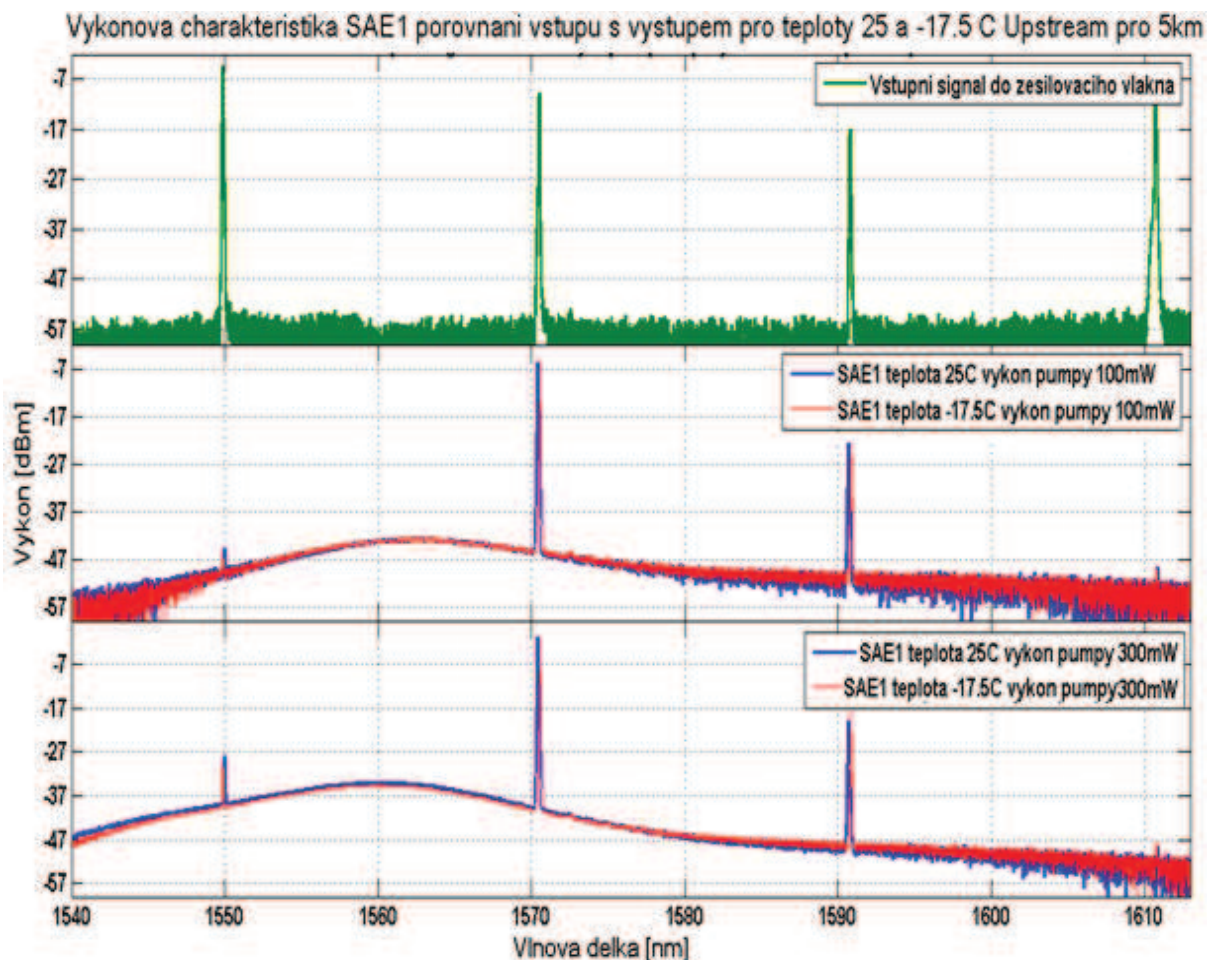 Vykonova charakteristika SAE1 porovnani vstupu s vystupem pro teploty 25 a -17.5 C Upstream pro 5km
Vstupni signal do zesilovaciho vlakna
-7
-17
-27
-37
-47
-57
SAE1 teplota 25C vykon pumpy 100mW
SAE1 teplota -17.5C vykon pumpy 100mW
-7
-17
-27
-37
-47
-57
Vykon [dBm]
SAE1 teplota 25C vykon pumpy 300mW
SAE1 teplota -17.5C vykon pumpy300mW
-7
-17
-27
-37
-47
-57
1540 1550 1560 1570 1580 1590 1600 1610
Vlnova delka [nm]